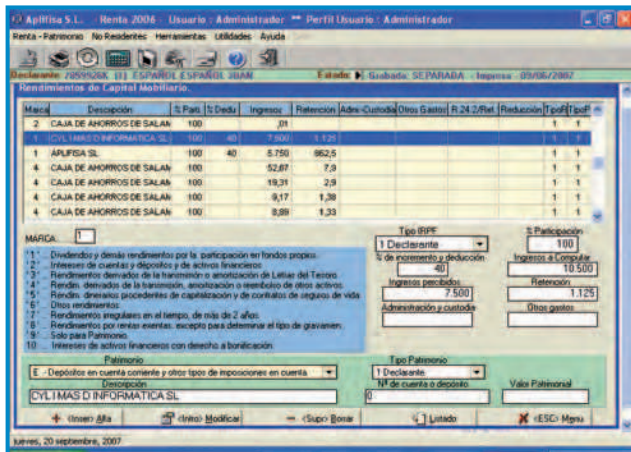 Aplifisa S.L. - Renta 2006 - Usuario : Administrador ** Perfil Usuario : Administrador
Renta - Patrimonio No Residentes Herramientas Utilidades Ayuda
Declarante: 7859926X (1) ESPAÑOL ESPAÑOL JUAN Estado: Grabada: SEPARADA - Ingreso - 09/06/2007
Rendimientos de Capital Mobiliario.
Marca Descripción % Parti. % Dedu Ingresos Retención Adm-Custodia Otros Gastos R.24.2/Ret. Reducción TipoR TipoP
2 CAJA DE AHORROS DE SALAM 100 ,01 1 1
1 CYL I MAS D INFORMATICA SL 100 40 7.500 1.125 1 1
1 APLIFISA SL 100 40 5.750 862,5 1 1
4 CAJA DE AHORROS DE SALAM 100 52,67 7,9 1 1
4 CAJA DE AHORROS DE SALAM 100 19,31 2,9 1 1
4 CAJA DE AHORROS DE SALAM 100 9,17 1,38 1 1
4 CAJA DE AHORROS DE SALAM 100 8,89 1,33 1 1
MARCA 1
'1' .. Dividendos y demás rendimientos por la participación en fondos propios.
'2' .. Intereses de cuentas y depósitos y de activos financieros
'3' .. Rendimientos derivados de la transmisión o amortización de Letras del Tesoro.
'4' .. Rendim. derivados de la transmisión, amortización o reembolso de otros activos.
'5' .. Rendim. dinerarios procedentes de capitalización y de contratos de seguros de vida
'6' .. Otros rendimientos.
'7' .. Rendimientos irregulares en el tiempo, de más de 2 años.
'8' .. Rendimientos por rentas exentas, excepto para determinar el tipo de gravamen.
'9' .. Solo para Patrimonio.
10 .. Intereses de activos financieros con derecho a bonificación.
Tipo IRPF % Participación
1 Declarante 100
% de incremento y deducción Ingresos a Computar
40 10.500
Ingresos percibidos Retención
7.500 1.125
Administración y custodia Otros gastos
Patrimonio Tipo Patrimonio
E - Depósitos en cuenta corriente y otros tipos de imposiciones en cuenta 1 Declarante
Descripción Nº de cuenta o depósito Valor Patrimonial
CYL I MAS D INFORMATICA SL 0
<Inser> Alta <Intro> Modificar <Supr> Borrar Listado <ESC> Menú
jueves, 20 septiembre, 2007